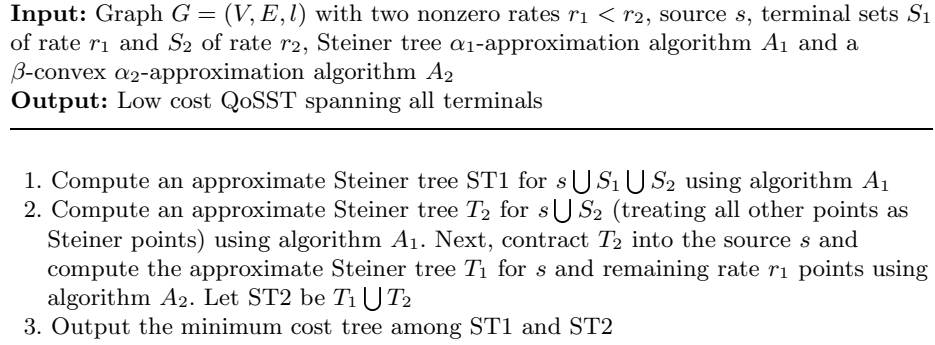 Input: Graph G = (V, E, l) with two nonzero rates r₁ < r₂, source s, terminal sets S₁
of rate r₁ and S₂ of rate r₂, Steiner tree α₁-approximation algorithm A₁ and a
β-convex α₂-approximation algorithm A₂
Output: Low cost QoSST spanning all terminals
1. Compute an approximate Steiner tree ST1 for s ⋃ S₁ ⋃ S₂ using algorithm A₁
2. Compute an approximate Steiner tree T₂ for s ⋃ S₂ (treating all other points as
Steiner points) using algorithm A₁. Next, contract T₂ into the source s and
compute the approximate Steiner tree T₁ for s and remaining rate r₁ points using
algorithm A₂. Let ST2 be T₁ ⋃ T₂
3. Output the minimum cost tree among ST1 and ST2